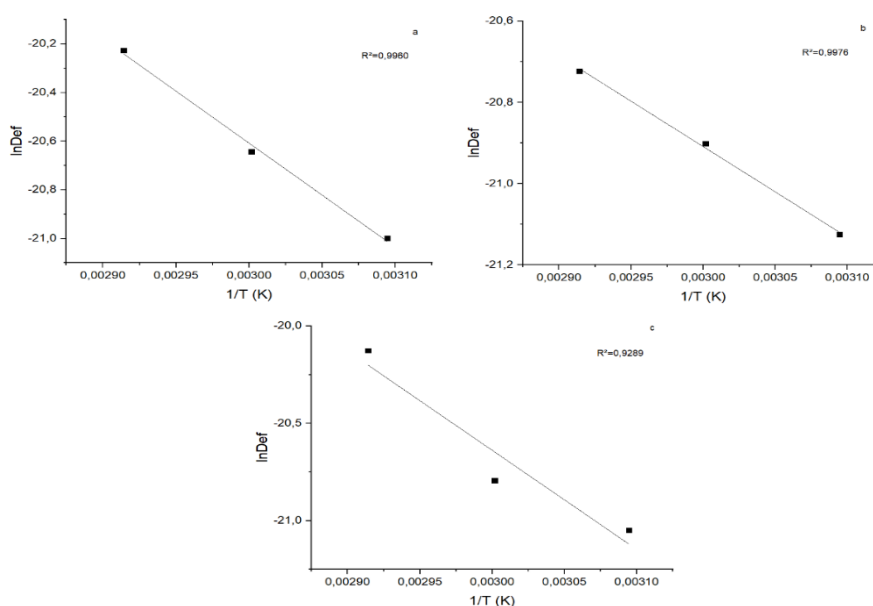 a
R²=0,9960
-20,2
-20,4
-20,6
-20,8
-21,0
lnDef
0,00290
0,00295
0,00300
0,00305
0,00310
1/T (K)
b
R²=0,9976
-20,6
-20,8
-21,0
-21,2
lnDef
0,00290
0,00295
0,00300
0,00305
0,00310
1/T (K)
c
R²=0,9289
-20,0
-20,5
-21,0
lnDef
0,00290
0,00295
0,00300
0,00305
0,00310
1/T (K)